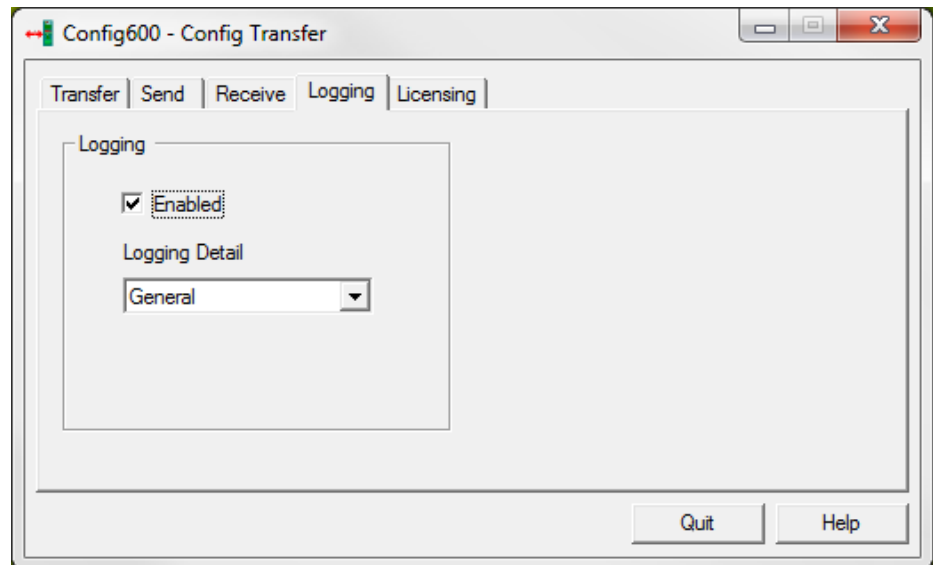 Config600 - Config Transfer
Transfer Send Receive Logging Licensing
Logging
Enabled
Logging Detail
General
Quit Help